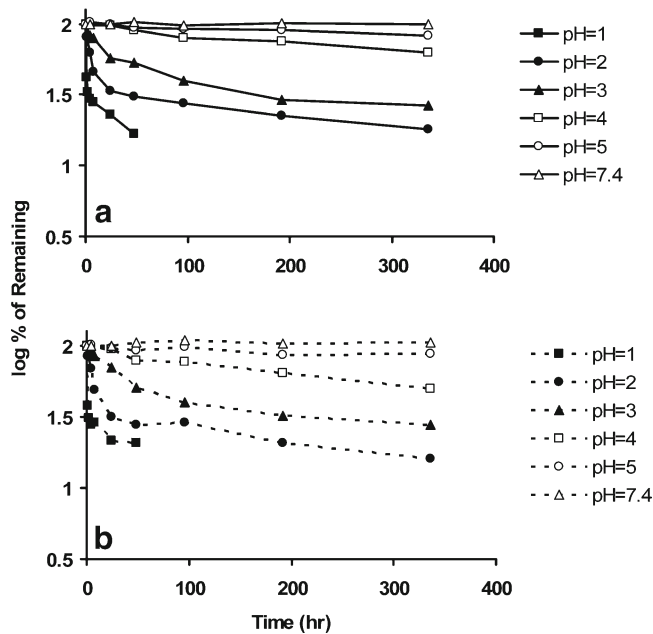 2
1.5
1
0.5
a
0 100 200 300 400
pH=1
pH=2
pH=3
pH=4
pH=5
pH=7.4
log % of Remaining
2
1.5
1
0.5
b
0 100 200 300 400
Time (hr)
pH=1
pH=2
pH=3
pH=4
pH=5
pH=7.4